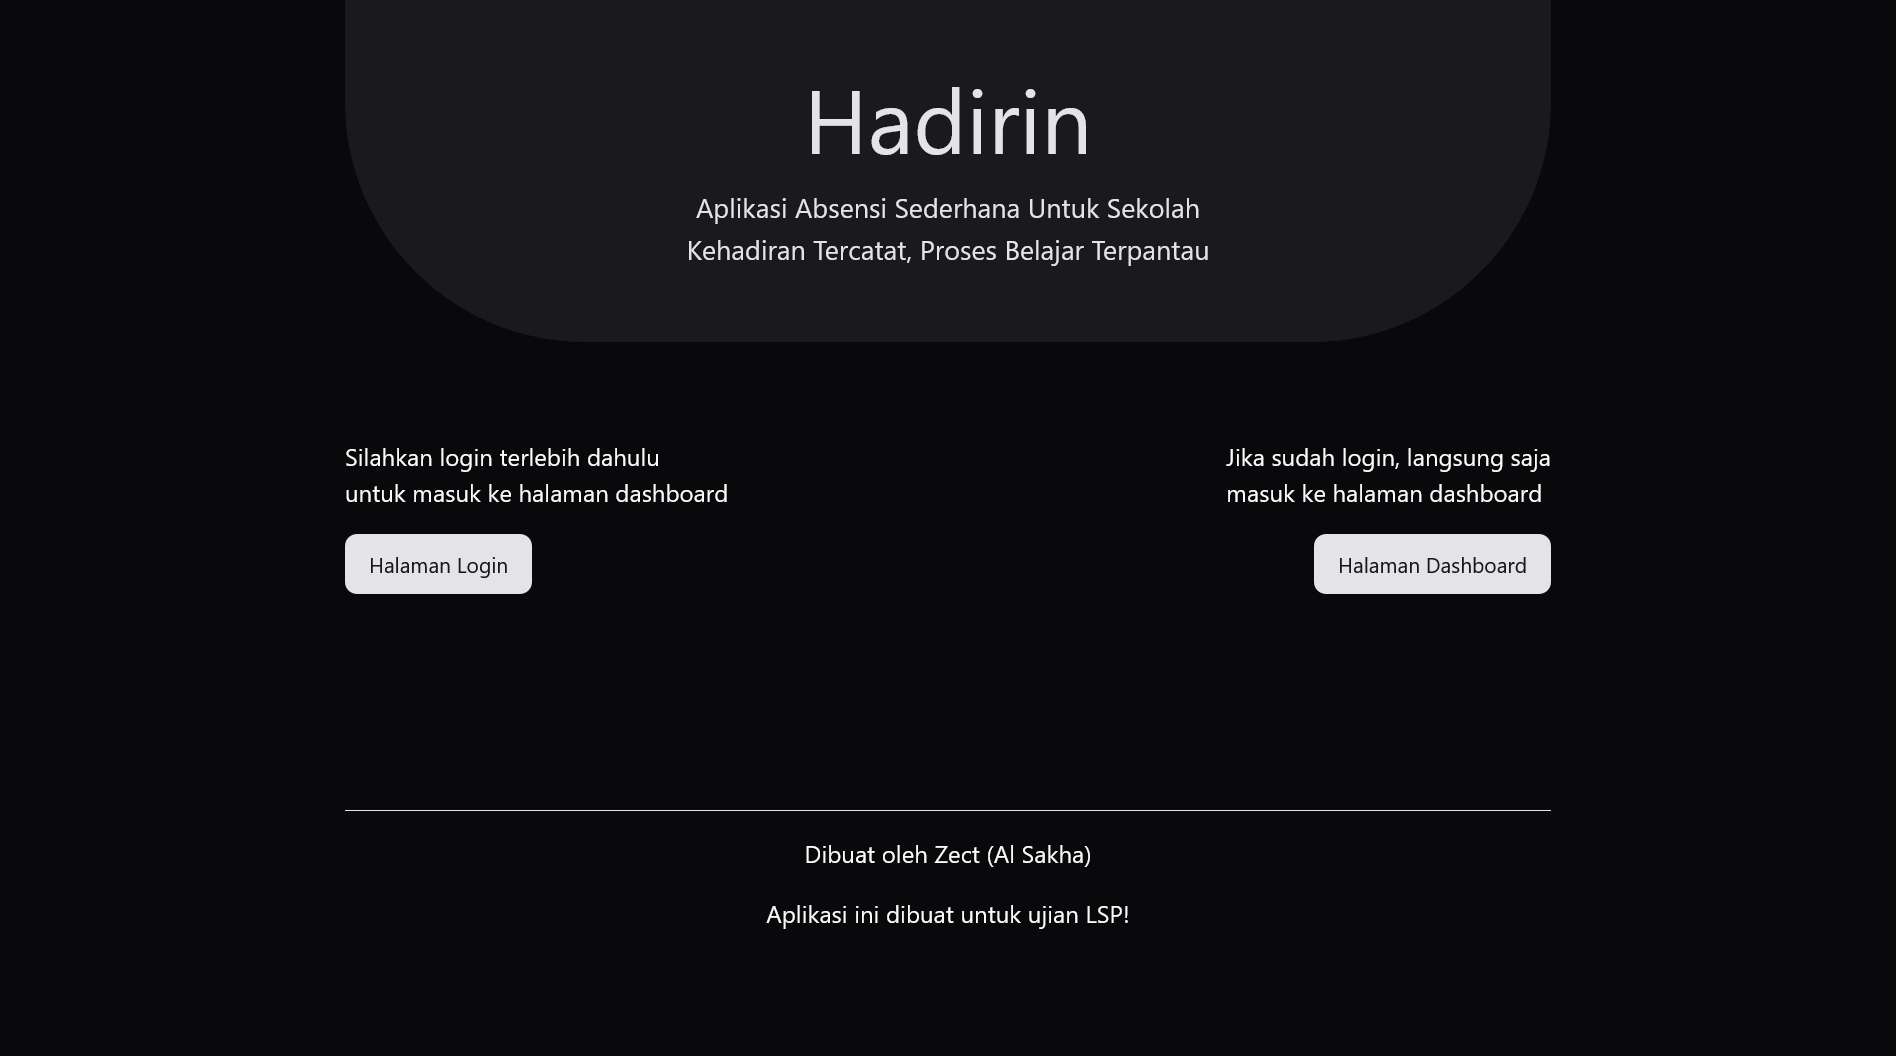 Hadirin
Aplikasi Absensi Sederhana Untuk Sekolah
Kehadiran Tercatat, Proses Belajar Terpantau
Silahkan login terlebih dahulu
untuk masuk ke halaman dashboard
Halaman Login
Jika sudah login, langsung saja
masuk ke halaman dashboard
Halaman Dashboard
Dibuat oleh Zect (Al Sakha)
Aplikasi ini dibuat untuk ujian LSP!